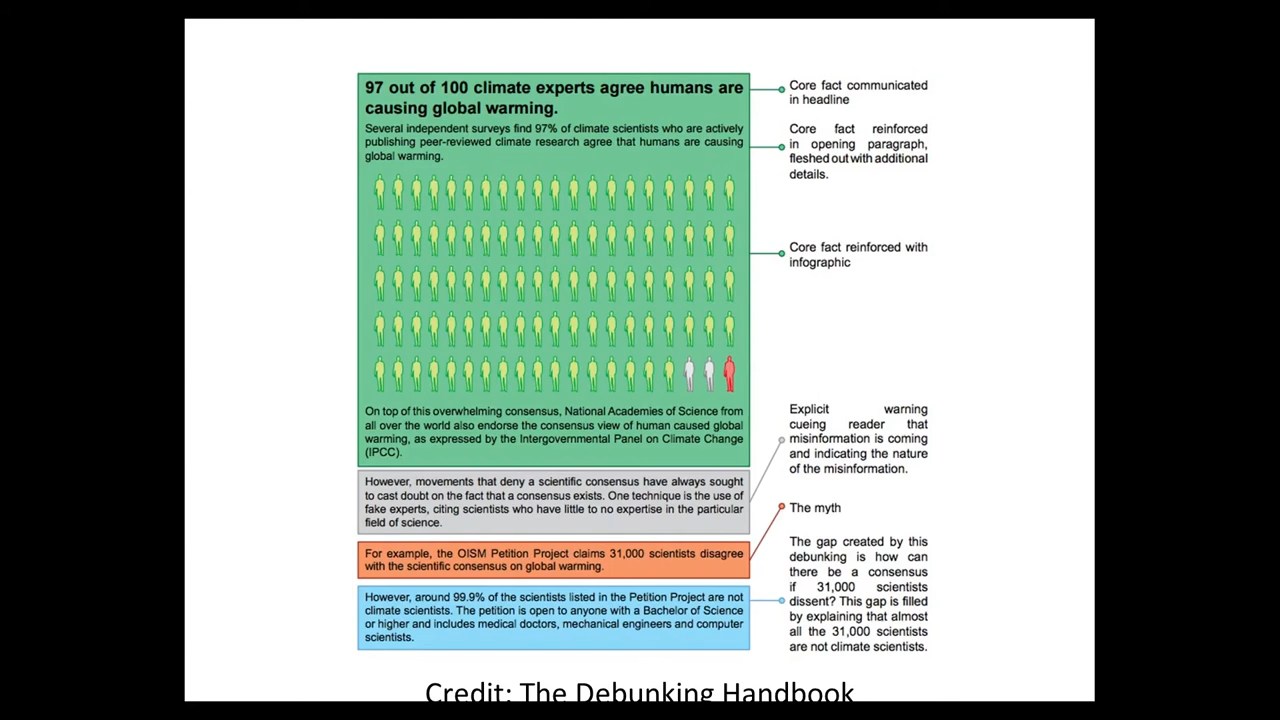 97 out of 100 climate experts agree humans are
causing global warming.
Several independent surveys find 97% of climate scientists who are actively
publishing peer-reviewed climate research agree that humans are causing
global warming.
On top of this overwhelming consensus, National Academies of Science from
all over the world also endorse the consensus view of human caused global
warming, as expressed by the Intergovernmental Panel on Climate Change
(IPCC).
However, movements that deny a scientific consensus have always sought
to cast doubt on the fact that a consensus exists. One technique is the use of
fake experts, citing scientists who have little to no expertise in the particular
field of science.
For example, the OISM Petition Project claims 31,000 scientists disagree
with the scientific consensus on global warming.
However, around 99.9% of the scientists listed in the Petition Project are not
climate scientists. The petition is open to anyone with a Bachelor of Science
or higher and includes medical doctors, mechanical engineers and computer
scientists.
Core fact communicated
in headline
Core fact reinforced
in opening paragraph,
fleshed out with additional
details.
Core fact reinforced with
infographic
Explicit warning
cueing reader that
misinformation is coming
and indicating the nature
of the misinformation.
The myth
The gap created by this
debunking is how can
there be a consensus
if 31,000 scientists
dissent? This gap is filled
by explaining that almost
all the 31,000 scientists
are not climate scientists.
Credit: The Debunking Handbook